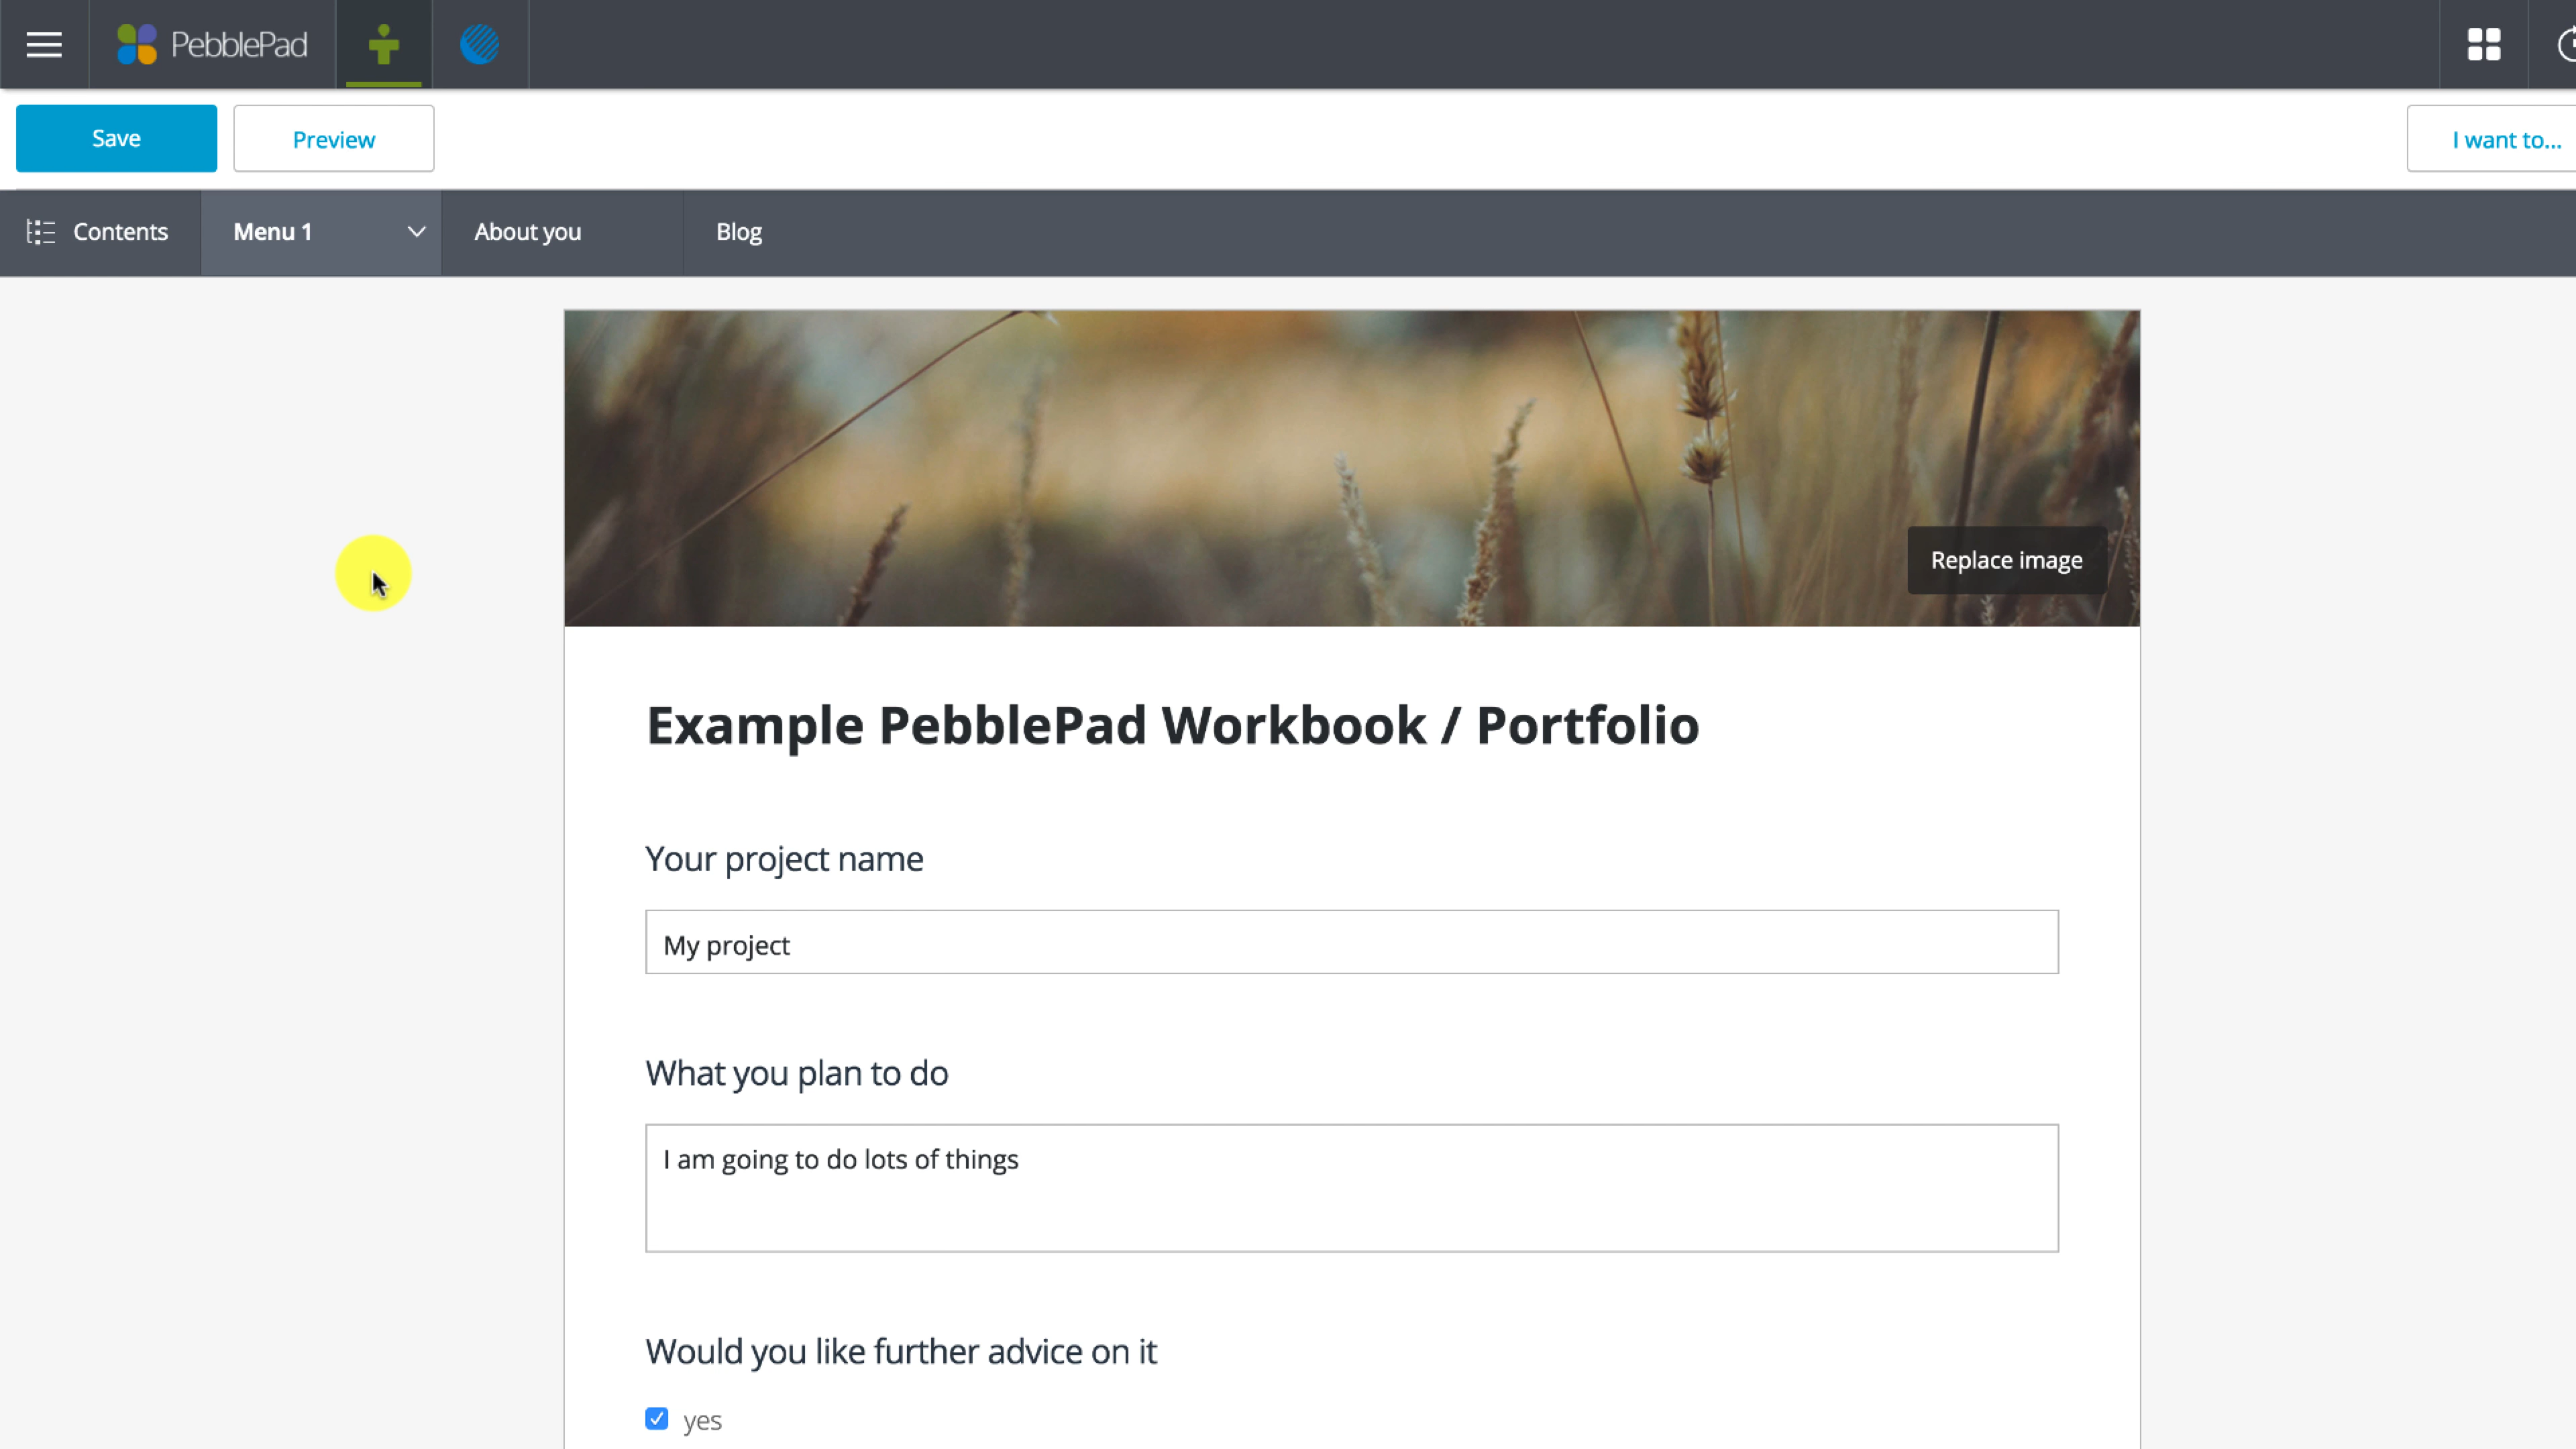 PebblePad
Save
Preview
I want to...
Contents
Menu 1
About you
Blog
Replace image
Example PebblePad Workbook / Portfolio
Your project name
My project
What you plan to do
I am going to do lots of things
Would you like further advice on it
yes